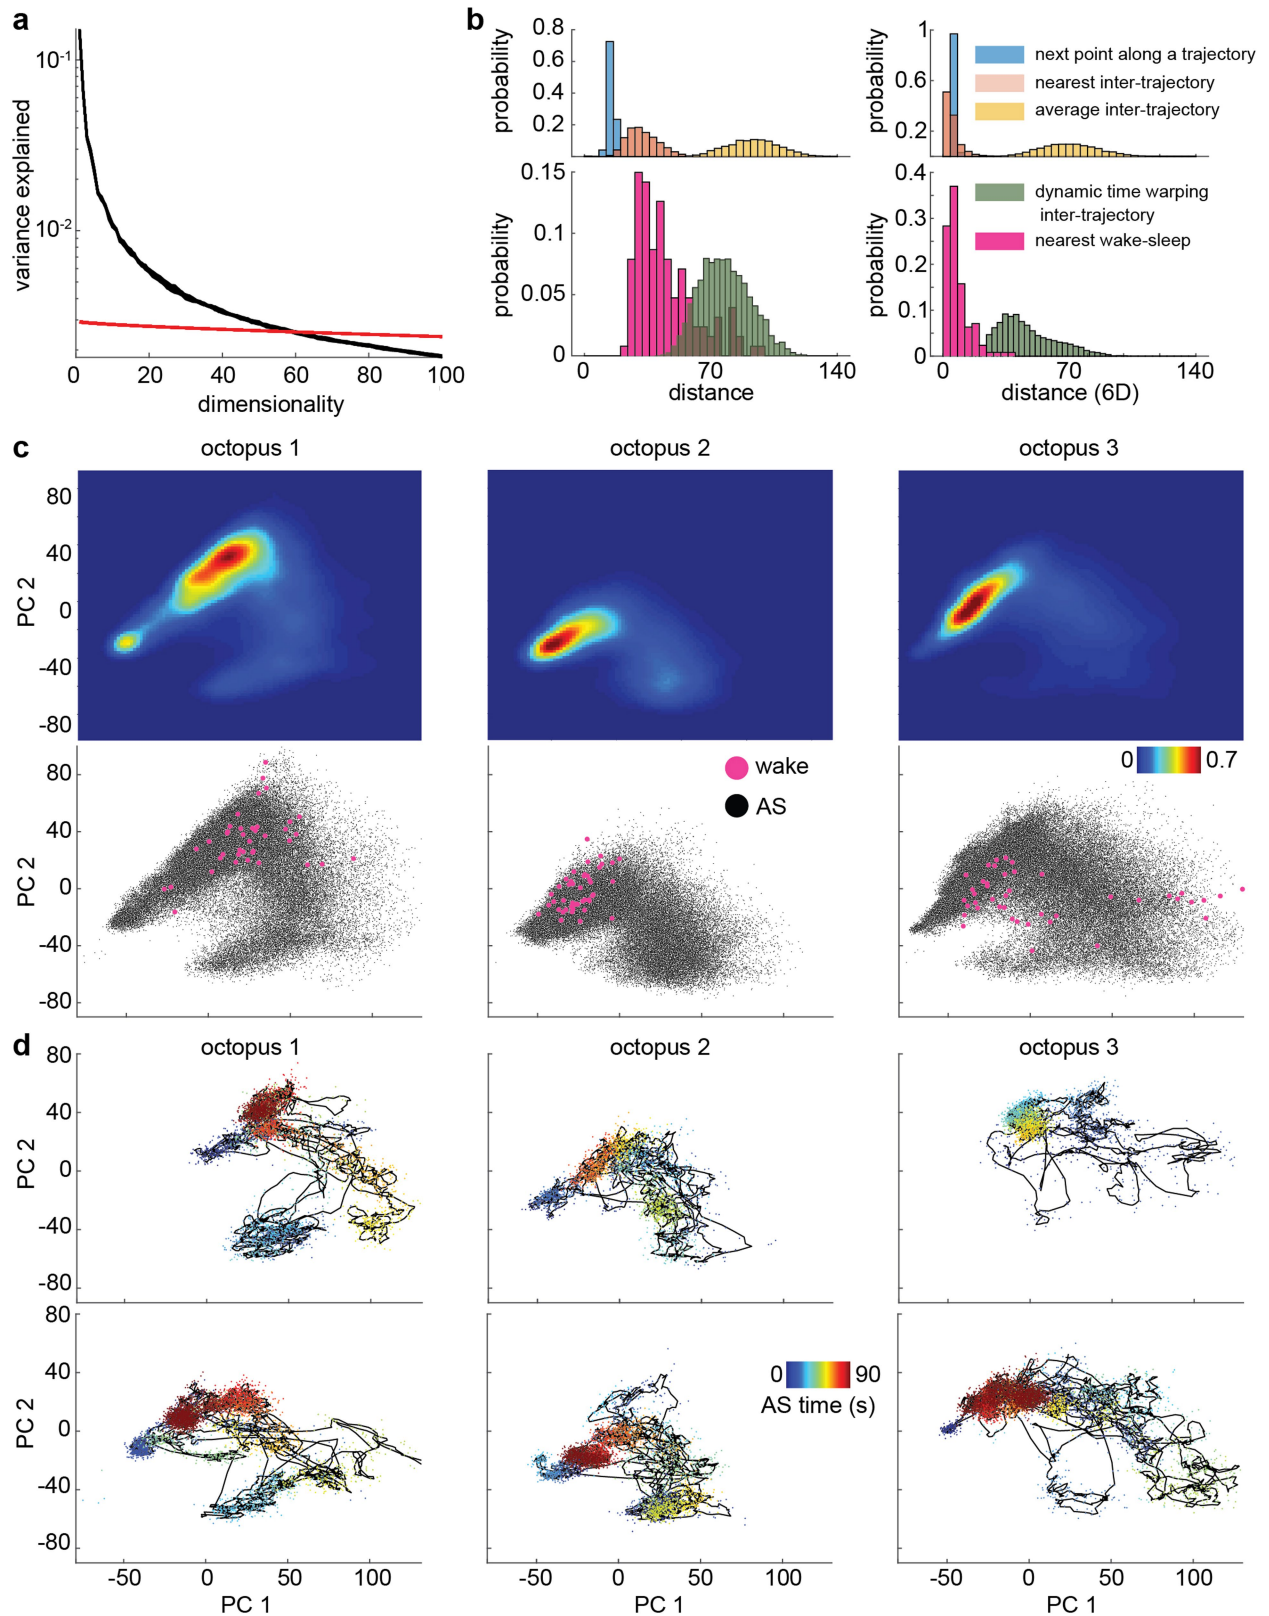 a
variance explained
10-1
10-2
0 20 40 60 80 100
dimensionality
b
probability
0.8
0.6
0.4
0.2
probability
1
0.6
0.2
next point along a trajectory
nearest inter-trajectory
average inter-trajectory
probability
0.15
0.1
0.05
0
0 70 140
distance
probability
0.4
0.3
0.2
0.1
0
dynamic time warping
inter-trajectory
nearest wake-sleep
0 70 140
distance (6D)
c
octopus 1 octopus 2 octopus 3
PC 2
80
40
0
-40
-80
PC 2
80
40
0
-40
-80
wake
AS
0 0.7
d
octopus 1 octopus 2 octopus 3
PC 2
80
40
0
-40
-80
PC 2
80
40
0
-40
-80
0 90
AS time (s)
-50 0 50 100
PC 1
-50 0 50 100
PC 1
-50 0 50 100
PC 1